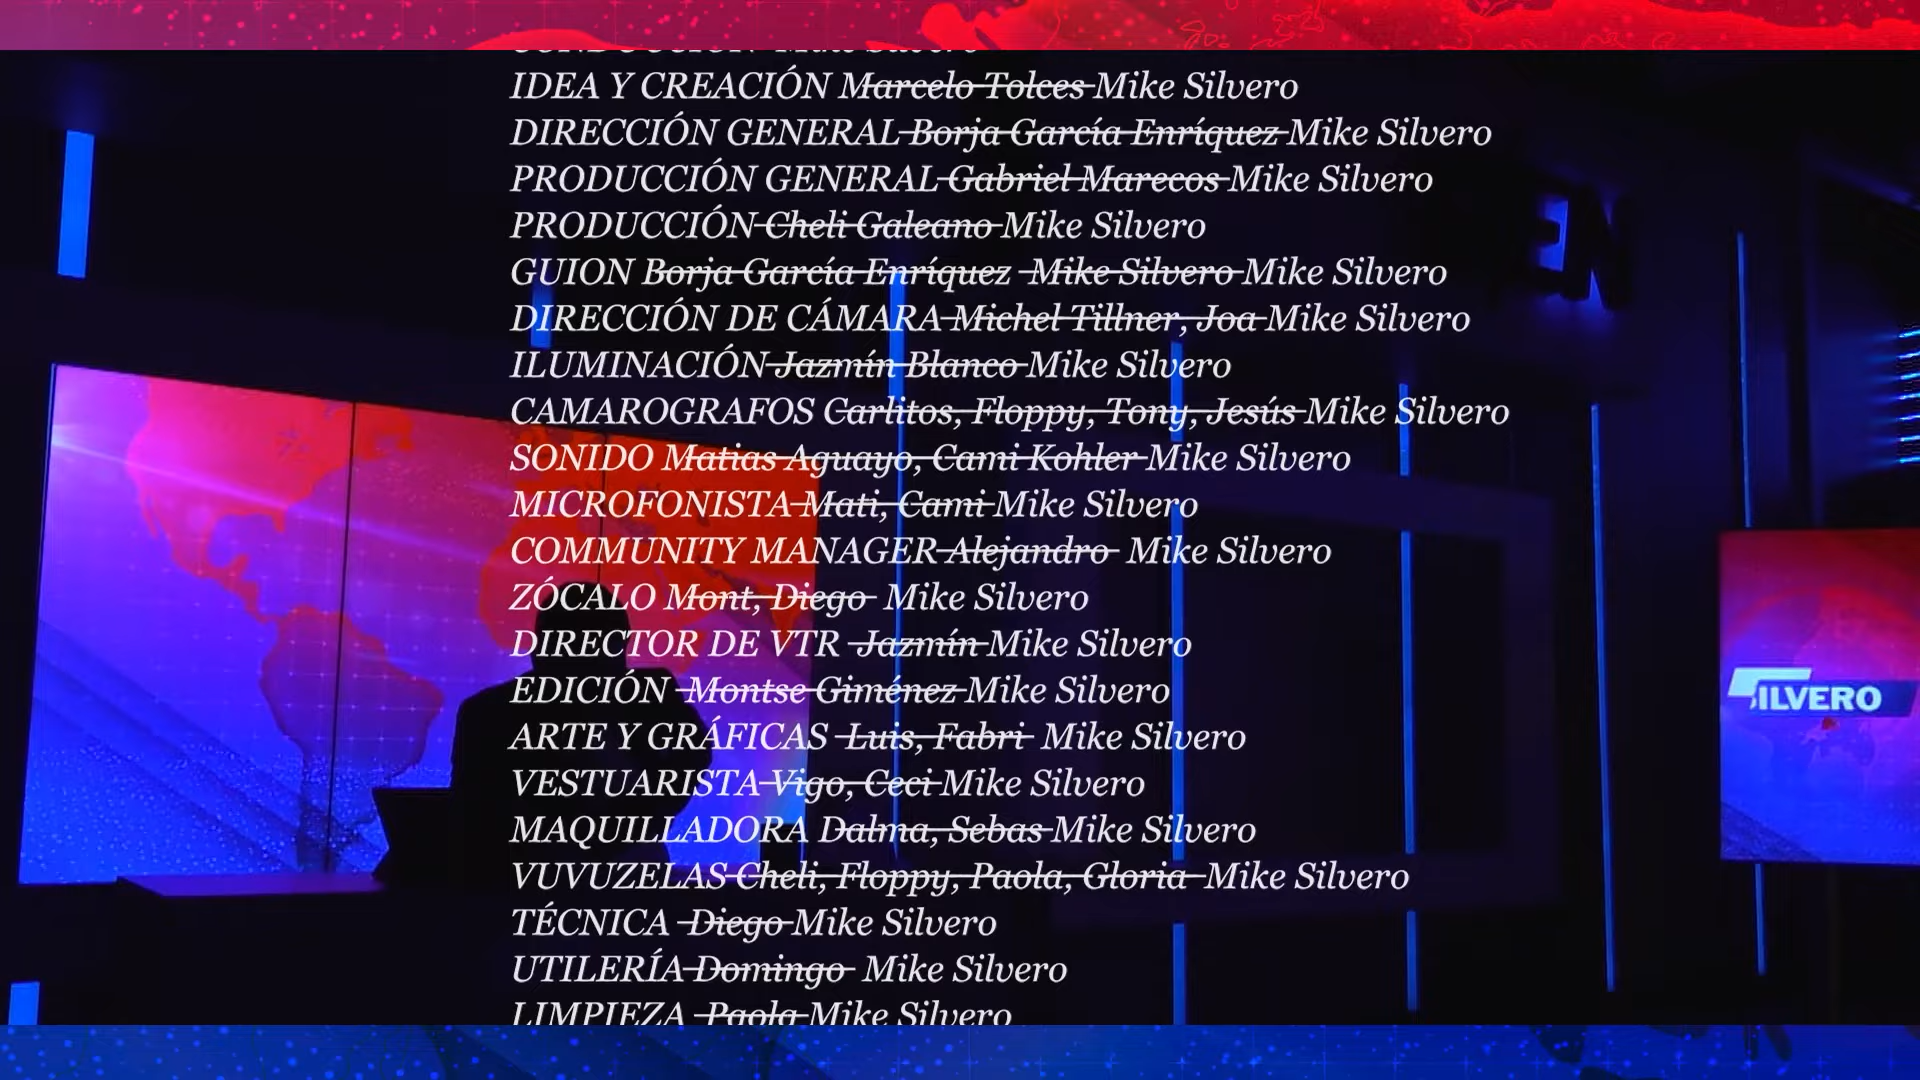 IDEA Y CREACIÓN Marcelo Tolces Mike Silvero
DIRECCIÓN GENERAL Borja García Enríquez Mike Silvero
PRODUCCIÓN GENERAL Gabriel Marecos Mike Silvero
PRODUCCIÓN Cheli Galeano Mike Silvero
GUION Borja García Enríquez Mike Silvero Mike Silvero
DIRECCIÓN DE CÁMARA Michel Tillner, Joa Mike Silvero
ILUMINACIÓN Jazmín Blanco Mike Silvero
CAMAROGRAFOS Carlitos, Floppy, Tony, Jesús Mike Silvero
SONIDO Matias Aguayo, Cami Kohler Mike Silvero
MICROFONISTA Mati, Cami Mike Silvero
COMMUNITY MANAGER Alejandro Mike Silvero
ZÓCALO Mont, Diego Mike Silvero
DIRECTOR DE VTR Jazmín Mike Silvero
EDICIÓN Montse Giménez Mike Silvero
ARTE Y GRÁFICAS Luis, Fabri Mike Silvero
VESTUARISTA Vigo, Ceci Mike Silvero
MAQUILLADORA Dalma, Sebas Mike Silvero
VUVUZELAS Cheli, Floppy, Paola, Gloria Mike Silvero
TÉCNICA Diego Mike Silvero
UTILERÍA Domingo Mike Silvero
LIMPIEZA Paola Mike Silvero
SILVERO